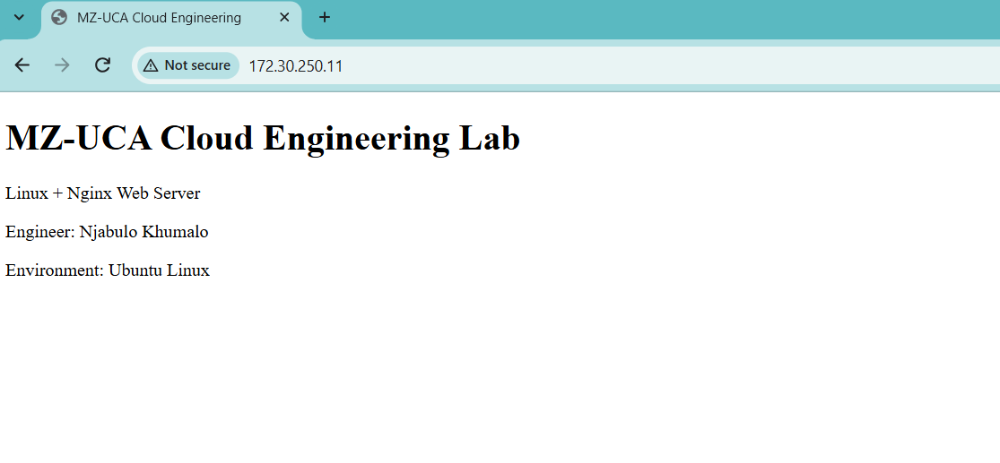 MZ-UCA Cloud Engineering
Not secure
172.30.250.11
MZ-UCA Cloud Engineering Lab
Linux + Nginx Web Server
Engineer: Njabulo Khumalo
Environment: Ubuntu Linux